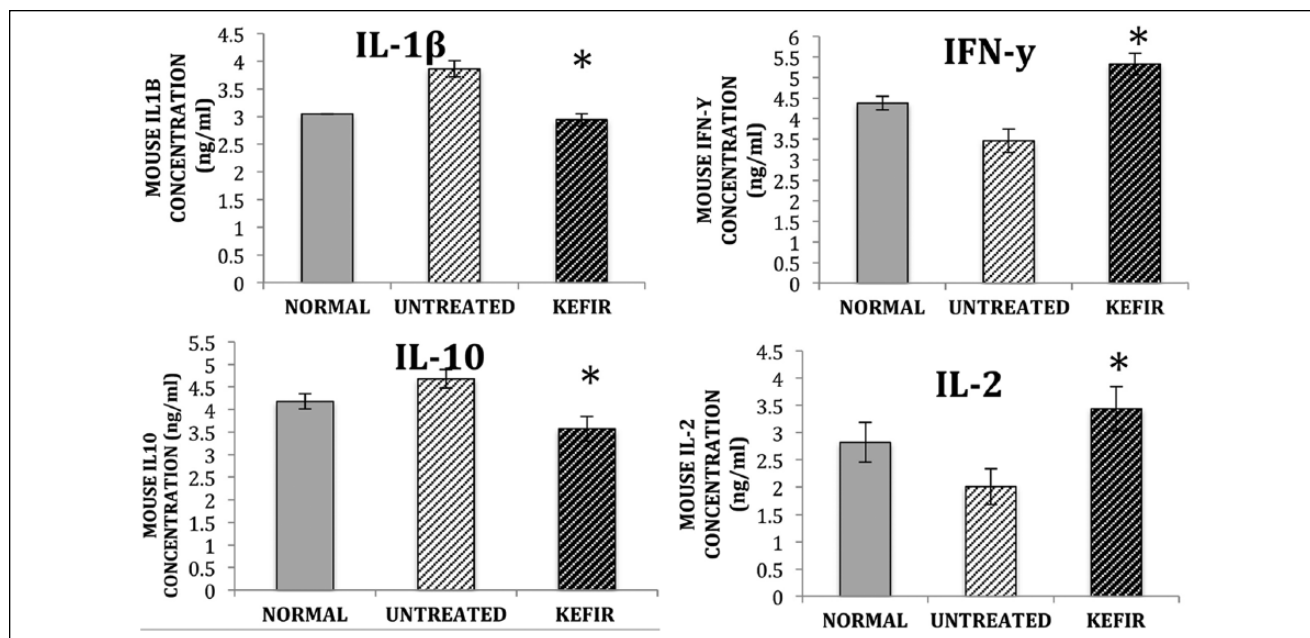 IL-1β
*
MOUSE IL1B
CONCENTRATION
(ng/ml)
4.5
4
3.5
3
2.5
2
1.5
1
0.5
0
NORMAL UNTREATED KEFIR
IFN-y
*
MOUSE IFN-Y
CONCENTRATION
(ng/ml)
6
5.5
5
4.5
4
3.5
3
2.5
2
1.5
1
0.5
0
NORMAL UNTREATED KEFIR
IL-10
*
MOUSE IL10
CONCENTRATION (ng/ml)
5.5
5
4.5
4
3.5
3
2.5
2
1.5
1
0.5
0
NORMAL UNTREATED KEFIR
IL-2
*
MOUSE IL-2
CONCENTRATION
(ng/ml)
4.5
4
3.5
3
2.5
2
1.5
1
0.5
0
NORMAL UNTREATED KEFIR